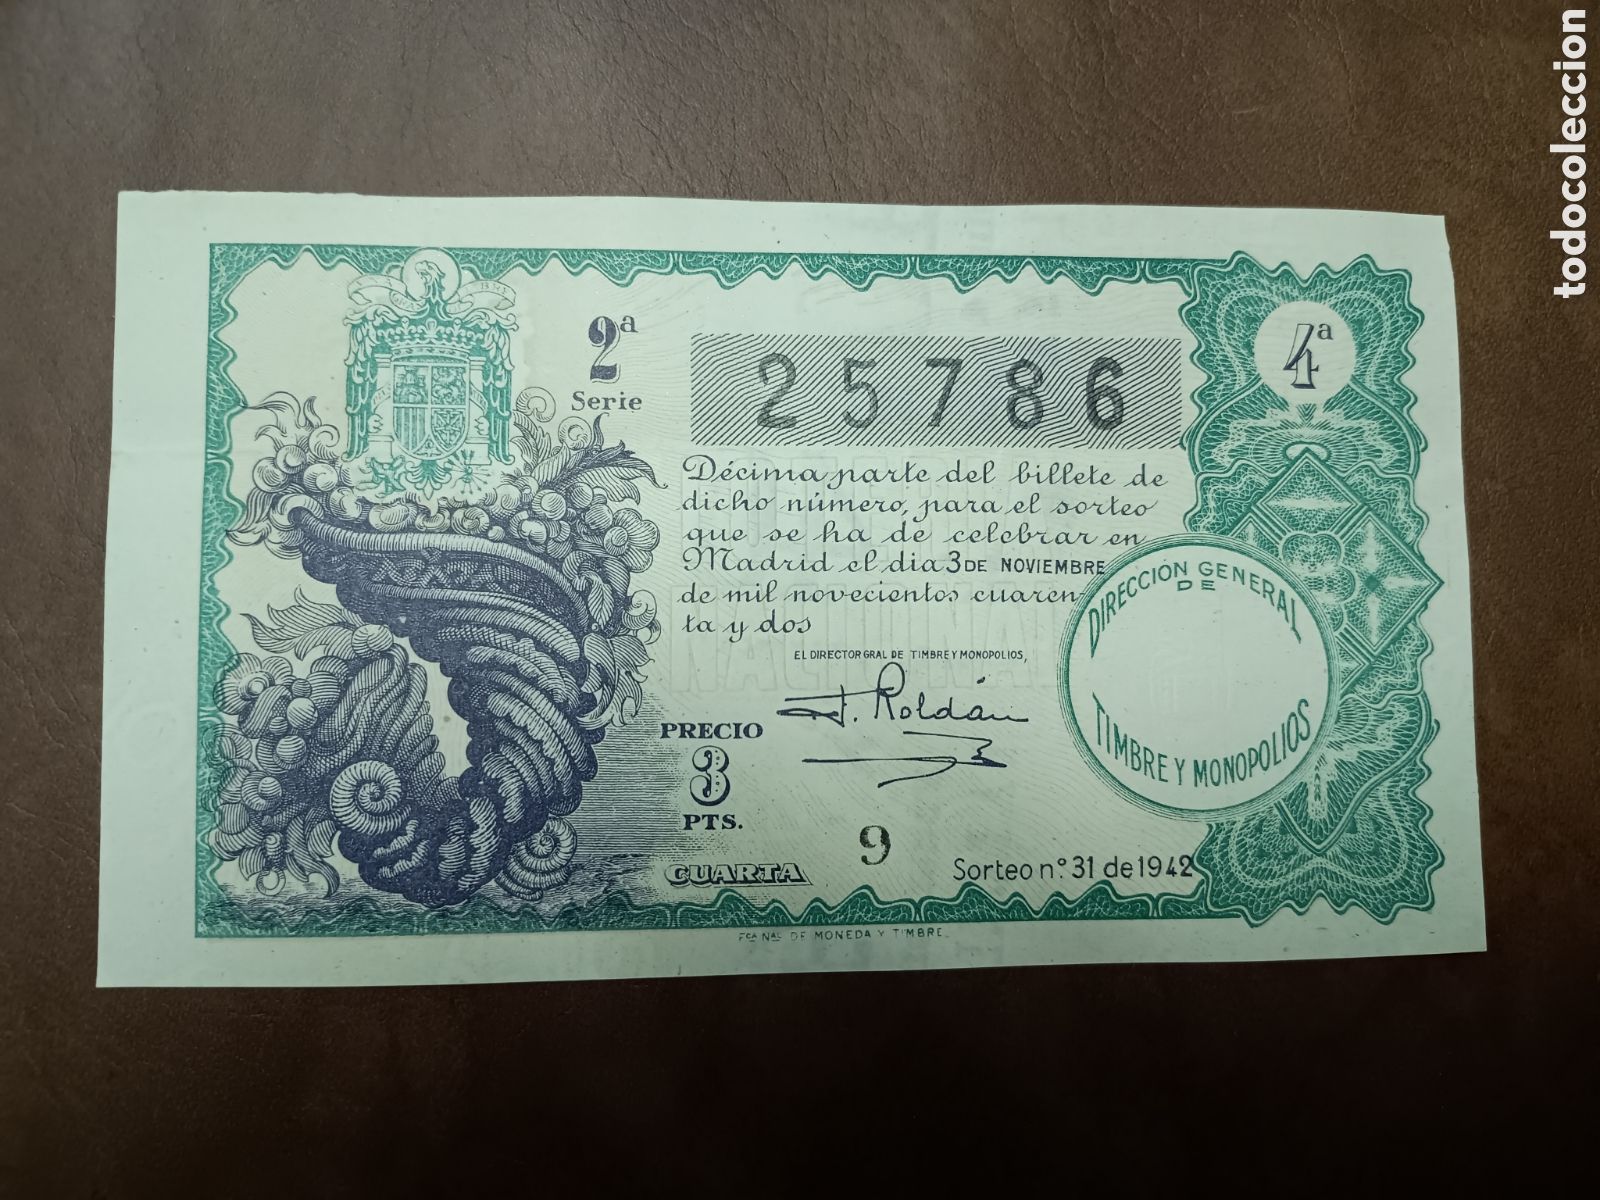 todocoleccion
2ª
Serie
25786
4ª
Décima parte del billete de
dicho número, para el sorteo
que se ha de celebrar en
Madrid el dia 3 DE NOVIEMBRE
de mil novecientos cuaren-
ta y dos
EL DIRECTOR GRAL DE TIMBRE Y MONOPOLIOS,
F. Roldán
DIRECCIÓN GENERAL
DE
TIMBRE Y MONOPOLIOS
PRECIO
3
PTS.
CUARTA
9
Sorteo n.º 31 de 1942
FCA NAL DE MONEDA Y TIMBRE.